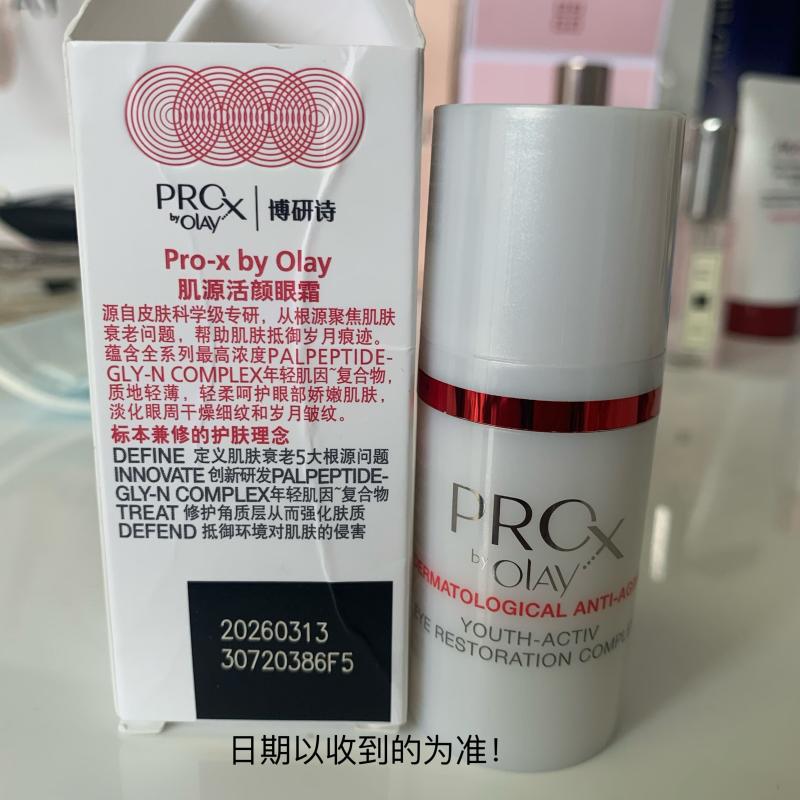 PROX
by OLAY
博研诗
Pro-x by Olay
肌源活颜眼霜
源自皮肤科学级专研，从根源聚焦肌肤
衰老问题，帮助肌肤抵御岁月痕迹。
蕴含全系列最高浓度PALPEPTIDE-
GLY-N COMPLEX年轻肌因~复合物，
质地轻薄，轻柔呵护眼部娇嫩肌肤，
淡化眼周干燥细纹和岁月皱纹。
标本兼修的护肤理念
DEFINE 定义肌肤衰老5大根源问题
INNOVATE 创新研发PALPEPTIDE-
GLY-N COMPLEX年轻肌因~复合物
TREAT 修护角质层从而强化肤质
DEFEND 抵御环境对肌肤的侵害
20260313
30720386F5
PROX
by OLAY
ERMATOLOGICAL ANTI-AG
YOUTH-ACTIV
EYE RESTORATION COMPLE
日期以收到的为准！